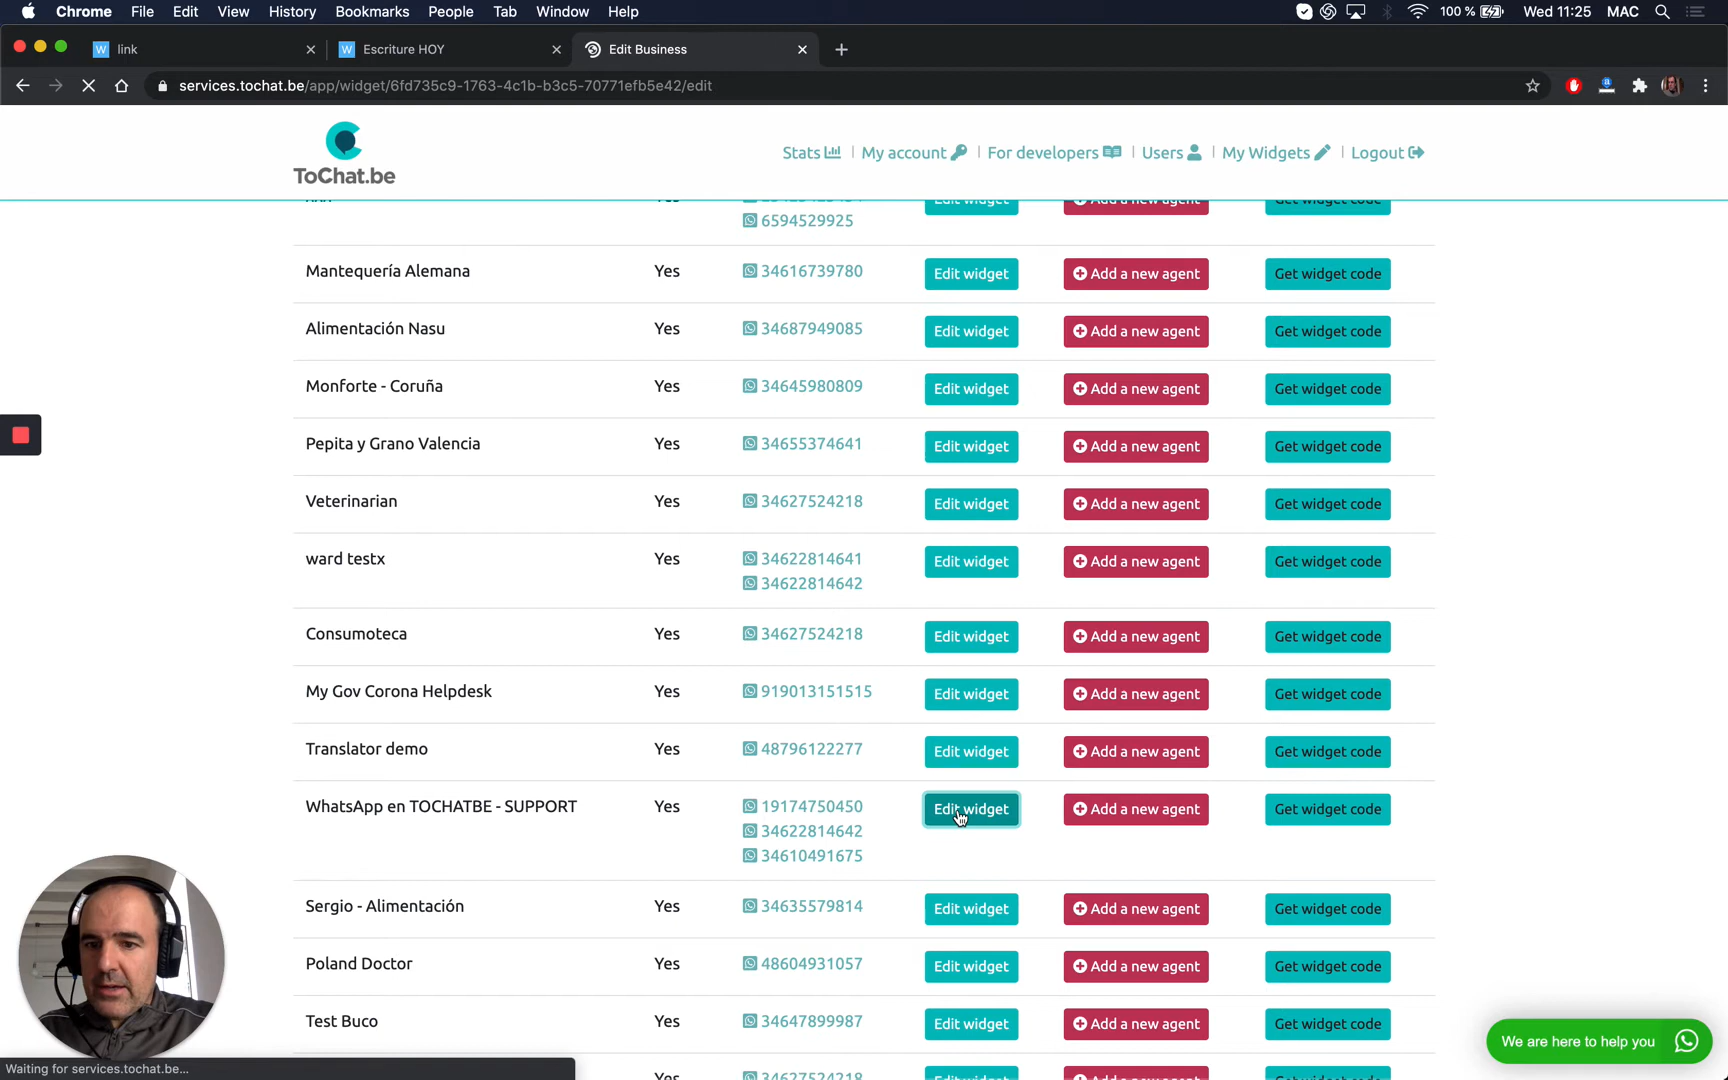 Chrome File Edit View History Bookmarks People Tab Window Help 100 % Wed 11:25 MAC
link Escriture HOY Edit Business
services.tochat.be/app/widget/6fd735c9-1763-4c1b-b3c5-70771efb5e42/edit
ToChat.be
Stats My account For developers Users My Widgets Logout
6594529925
Mantequería Alemana Yes 34616739780 Edit widget Add a new agent Get widget code
Alimentación Nasu Yes 34687949085 Edit widget Add a new agent Get widget code
Monforte - Coruña Yes 34645980809 Edit widget Add a new agent Get widget code
Pepita y Grano Valencia Yes 34655374641 Edit widget Add a new agent Get widget code
Veterinarian Yes 34627524218 Edit widget Add a new agent Get widget code
ward testx Yes 34622814641 Edit widget Add a new agent Get widget code
34622814642
Consumoteca Yes 34627524218 Edit widget Add a new agent Get widget code
My Gov Corona Helpdesk Yes 919013151515 Edit widget Add a new agent Get widget code
Translator demo Yes 48796122277 Edit widget Add a new agent Get widget code
WhatsApp en TOCHATBE - SUPPORT Yes 19174750450 Edit widget Add a new agent Get widget code
34622814642
34610491675
Sergio - Alimentación Yes 34635579814 Edit widget Add a new agent Get widget code
Poland Doctor Yes 48604931057 Edit widget Add a new agent Get widget code
Test Buco Yes 34647899987 Edit widget Add a new agent Get widget code
We are here to help you
Yes 34627524218
Waiting for services.tochat.be...